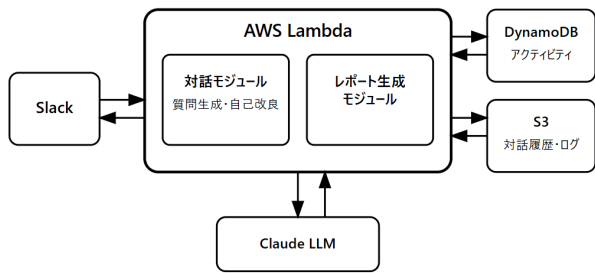 AWS Lambda
DynamoDB
アクティビティ
対話モジュール
質問生成・自己改良
レポート生成
モジュール
Slack
S3
対話履歴・ログ
Claude LLM